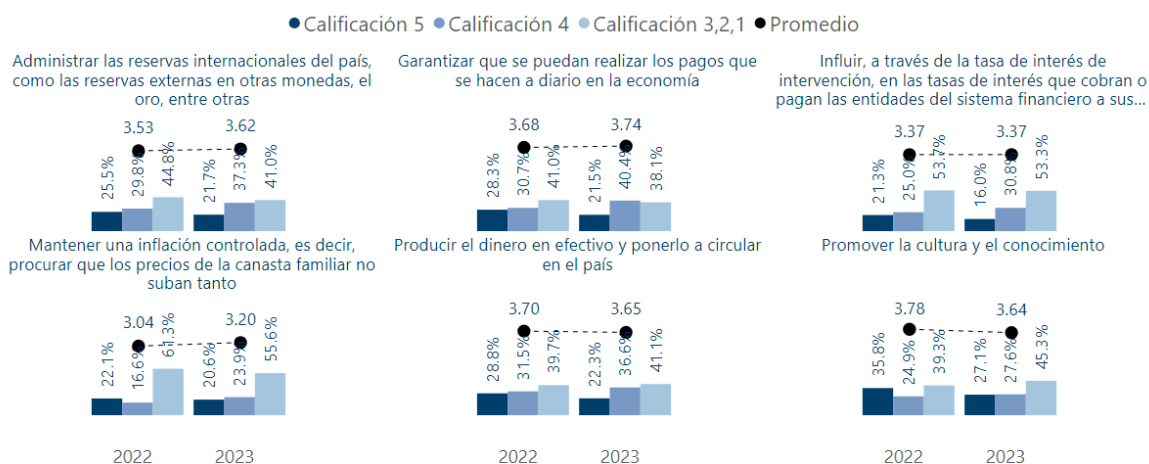 Calificación 5 Calificación 4 Calificación 3,2,1 Promedio
Administrar las reservas internacionales del país,
como las reservas externas en otras monedas, el
oro, entre otras
3.53 3.62
25.5% 29.8% 44.8% 21.7% 37.3% 41.0%
Garantizar que se puedan realizar los pagos que
se hacen a diario en la economía
3.68 3.74
28.3% 30.7% 41.0% 21.5% 40.4% 38.1%
Influir, a través de la tasa de interés de
intervención, en las tasas de interés que cobran o
pagan las entidades del sistema financiero a sus...
3.37 3.37
21.3% 25.0% 53.7% 16.0% 30.8% 53.3%
Mantener una inflación controlada, es decir,
procurar que los precios de la canasta familiar no
suban tanto
3.04 3.20
22.1% 16.6% 61.3% 20.6% 23.9% 55.6%
Producir el dinero en efectivo y ponerlo a circular
en el país
3.70 3.65
28.8% 31.5% 39.7% 22.3% 36.6% 41.1%
Promover la cultura y el conocimiento
3.78 3.64
35.8% 24.9% 39.3% 27.1% 27.6% 45.3%
2022 2023 2022 2023 2022 2023